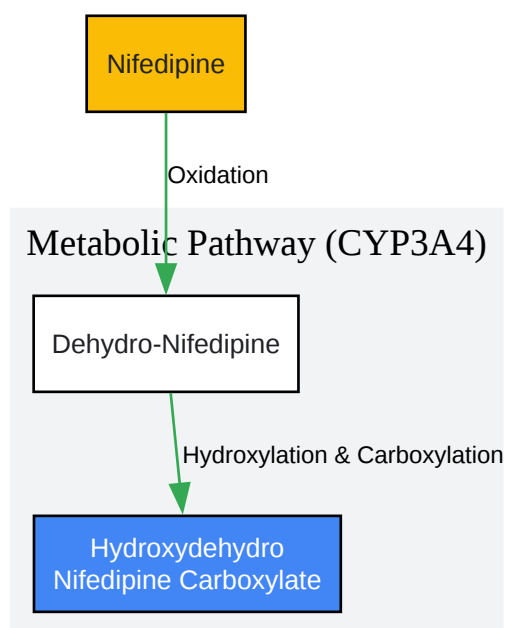 Nifedipine
Oxidation
Metabolic Pathway (CYP3A4)
Dehydro-Nifedipine
Hydroxylation & Carboxylation
Hydroxydehydro
Nifedipine Carboxylate